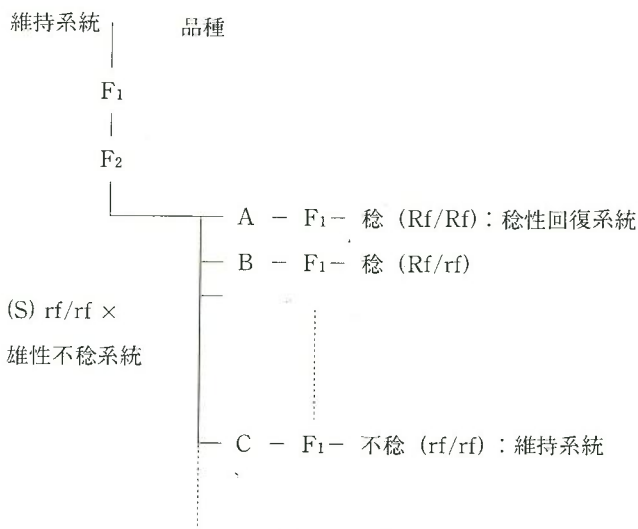 維持系統 品種
F₁
F₂
A － F₁－ 稔 (Rf/Rf)：稔性回復系統
B － F₁－ 稔 (Rf/rf)
(S) rf/rf ×
雄性不稔系統
C － F₁－ 不稔 (rf/rf)：維持系統